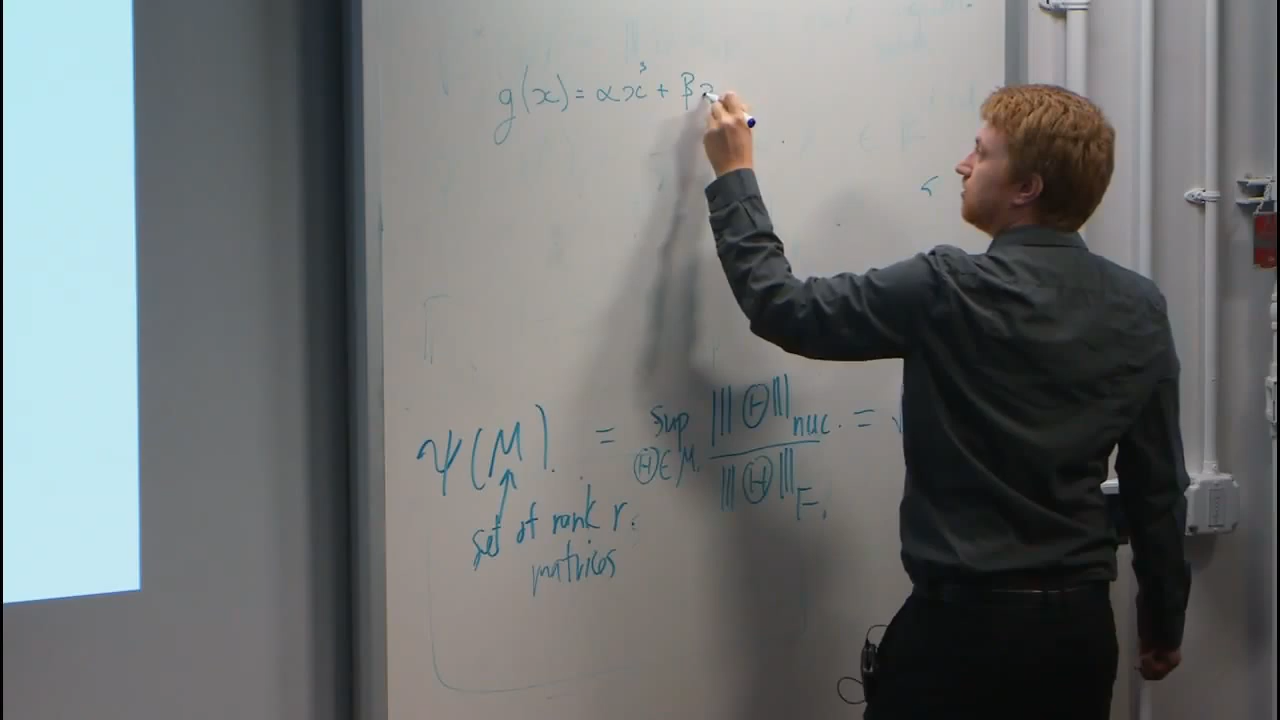 g(x) = αx³ + βx
Ψ(M) = sup Θ∈M |||Θ|||nuc. / |||Θ|||F. = √
↑
set of rank r.
matrices